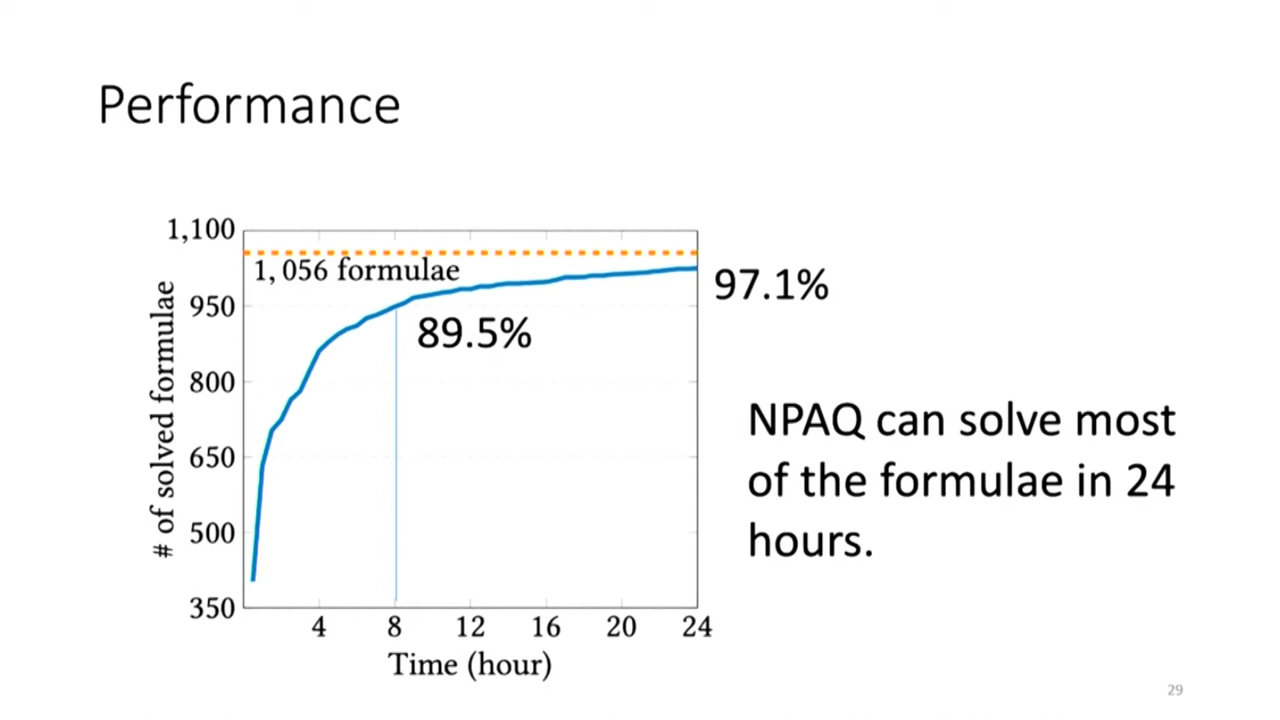 Performance
1,100
1,056 formulae
97.1%
950
89.5%
800
650
500
350
# of solved formulae
4 8 12 16 20 24
Time (hour)
NPAQ can solve most
of the formulae in 24
hours.
29